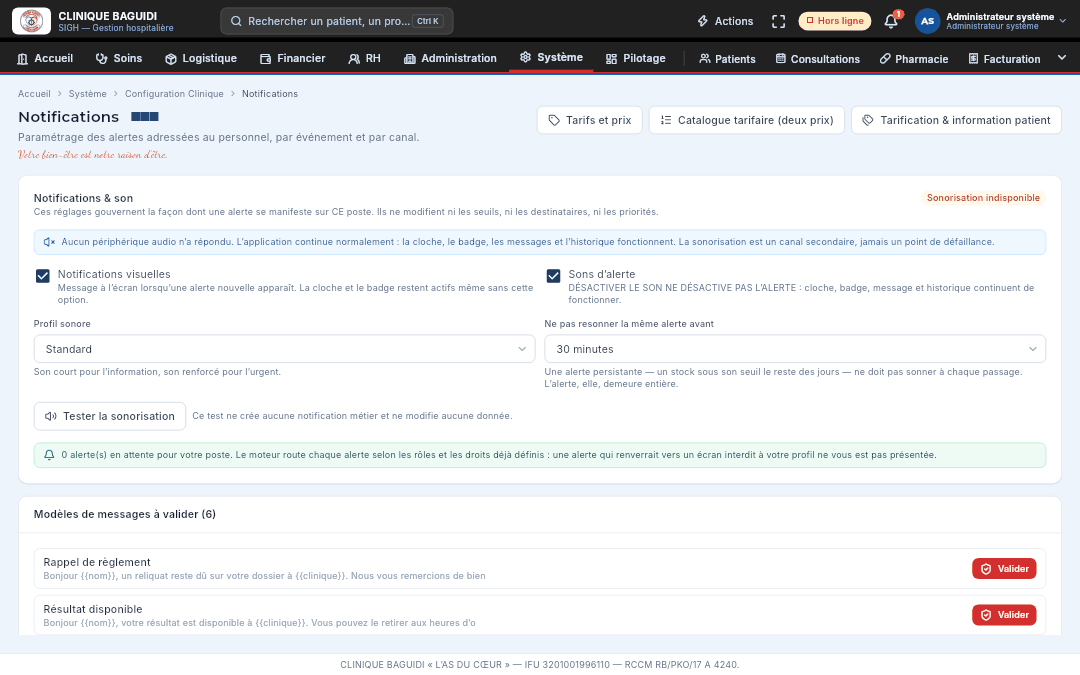 CLINIQUE BAGUIDI
SIGH — Gestion hospitalière
Rechercher un patient, un pro... Ctrl K
Actions
Hors ligne
1
AS
Administrateur système
Administrateur système
Accueil
Soins
Logistique
Financier
RH
Administration
Système
Pilotage
Patients
Consultations
Pharmacie
Facturation
Accueil > Système > Configuration Clinique > Notifications
Notifications
Paramétrage des alertes adressées au personnel, par événement et par canal.
Votre bien-être est notre raison d'être.
Tarifs et prix
Catalogue tarifaire (deux prix)
Tarification & information patient
Notifications & son
Sonorisation indisponible
Ces réglages gouvernent la façon dont une alerte se manifeste sur CE poste. Ils ne modifient ni les seuils, ni les destinataires, ni les priorités.
Aucun périphérique audio n'a répondu. L'application continue normalement : la cloche, le badge, les messages et l'historique fonctionnent. La sonorisation est un canal secondaire, jamais un point de défaillance.
Notifications visuelles
Message à l'écran lorsqu'une alerte nouvelle apparaît. La cloche et le badge restent actifs même sans cette
option.
Sons d'alerte
DÉSACTIVER LE SON NE DÉSACTIVE PAS L'ALERTE : cloche, badge, message et historique continuent de
fonctionner.
Profil sonore
Standard
Son court pour l'information, son renforcé pour l'urgent.
Ne pas resonner la même alerte avant
30 minutes
Une alerte persistante — un stock sous son seuil le reste des jours — ne doit pas sonner à chaque passage.
L'alerte, elle, demeure entière.
Tester la sonorisation
Ce test ne crée aucune notification métier et ne modifie aucune donnée.
0 alerte(s) en attente pour votre poste. Le moteur route chaque alerte selon les rôles et les droits déjà définis : une alerte qui renverrait vers un écran interdit à votre profil ne vous est pas présentée.
Modèles de messages à valider (6)
Rappel de règlement
Bonjour {{nom}}, un reliquat reste dû sur votre dossier à {{clinique}}. Nous vous remercions de bien
Valider
Résultat disponible
Bonjour {{nom}}, votre résultat est disponible à {{clinique}}. Vous pouvez le retirer aux heures d'o
Valider
CLINIQUE BAGUIDI « L'AS DU CŒUR » — IFU 3201001996110 — RCCM RB/PKO/17 A 4240.